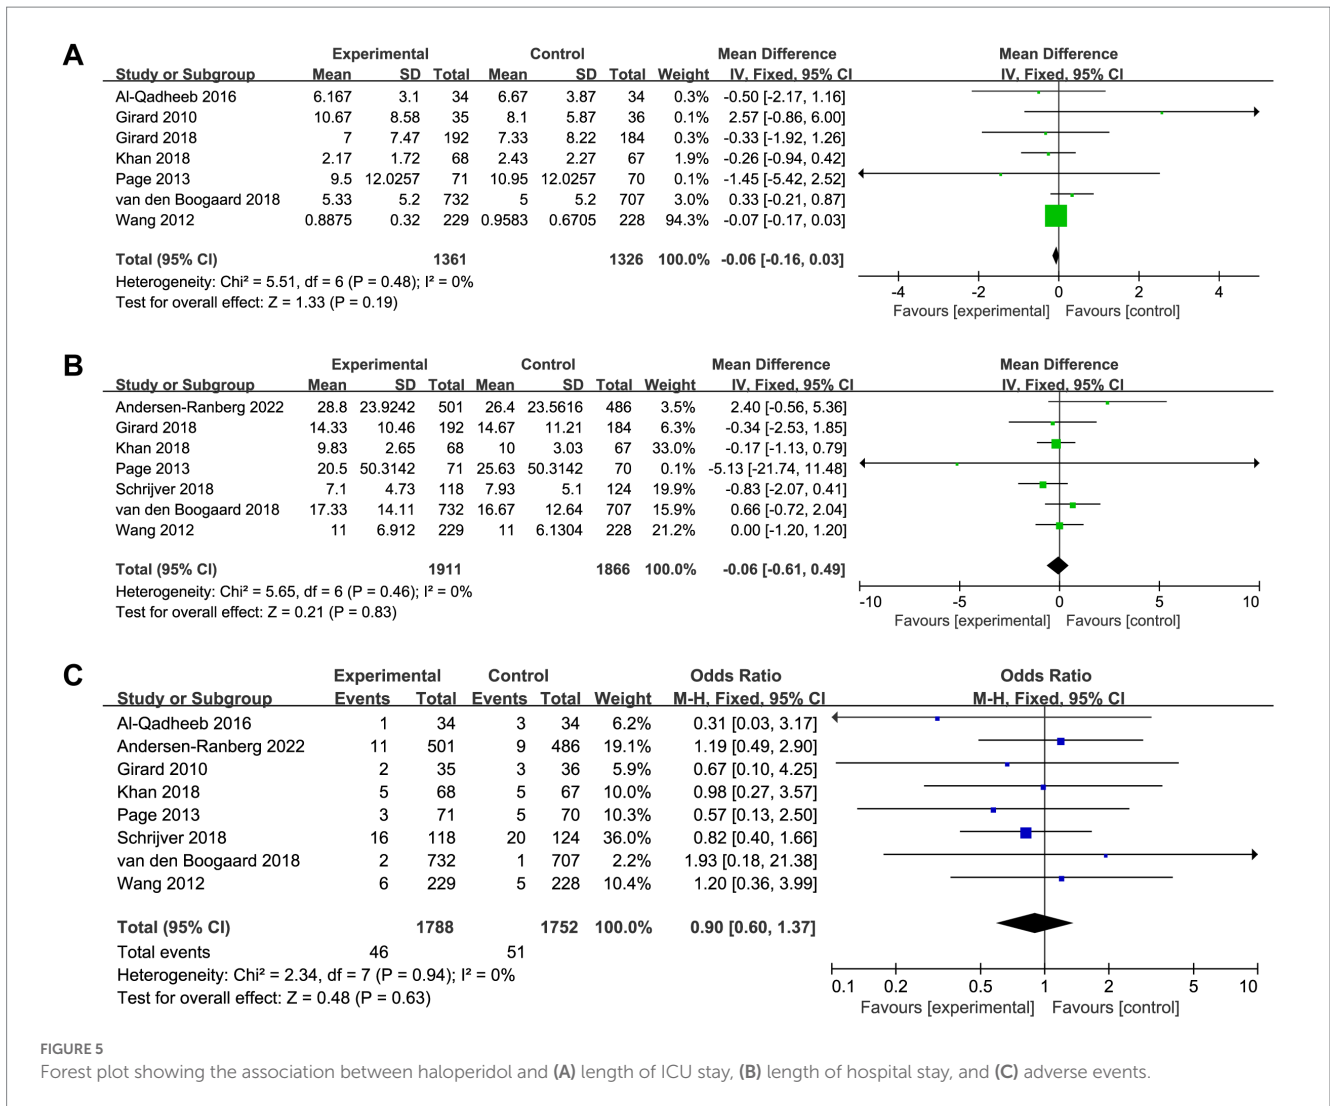 A
Experimental Control Mean Difference Mean Difference
Study or Subgroup Mean SD Total Mean SD Total Weight IV, Fixed, 95% CI IV, Fixed, 95% CI
Al-Qadheeb 2016 6.167 3.1 34 6.67 3.87 34 0.3% -0.50 [-2.17, 1.16]
Girard 2010 10.67 8.58 35 8.1 5.87 36 0.1% 2.57 [-0.86, 6.00]
Girard 2018 7 7.47 192 7.33 8.22 184 0.3% -0.33 [-1.92, 1.26]
Khan 2018 2.17 1.72 68 2.43 2.27 67 1.9% -0.26 [-0.94, 0.42]
Page 2013 9.5 12.0257 71 10.95 12.0257 70 0.1% -1.45 [-5.42, 2.52]
van den Boogaard 2018 5.33 5.2 732 5 5.2 707 3.0% 0.33 [-0.21, 0.87]
Wang 2012 0.8875 0.32 229 0.9583 0.6705 228 94.3% -0.07 [-0.17, 0.03]
Total (95% CI) 1361 1326 100.0% -0.06 [-0.16, 0.03]
Heterogeneity: Chi² = 5.51, df = 6 (P = 0.48); I² = 0%
Test for overall effect: Z = 1.33 (P = 0.19)
-4 -2 0 2 4
Favours [experimental] Favours [control]
B
Experimental Control Mean Difference Mean Difference
Study or Subgroup Mean SD Total Mean SD Total Weight IV, Fixed, 95% CI IV, Fixed, 95% CI
Andersen-Ranberg 2022 28.8 23.9242 501 26.4 23.5616 486 3.5% 2.40 [-0.56, 5.36]
Girard 2018 14.33 10.46 192 14.67 11.21 184 6.3% -0.34 [-2.53, 1.85]
Khan 2018 9.83 2.65 68 10 3.03 67 33.0% -0.17 [-1.13, 0.79]
Page 2013 20.5 50.3142 71 25.63 50.3142 70 0.1% -5.13 [-21.74, 11.48]
Schrijver 2018 7.1 4.73 118 7.93 5.1 124 19.9% -0.83 [-2.07, 0.41]
van den Boogaard 2018 17.33 14.11 732 16.67 12.64 707 15.9% 0.66 [-0.72, 2.04]
Wang 2012 11 6.912 229 11 6.1304 228 21.2% 0.00 [-1.20, 1.20]
Total (95% CI) 1911 1866 100.0% -0.06 [-0.61, 0.49]
Heterogeneity: Chi² = 5.65, df = 6 (P = 0.46); I² = 0%
Test for overall effect: Z = 0.21 (P = 0.83)
-10 -5 0 5 10
Favours [experimental] Favours [control]
C
Experimental Control Odds Ratio Odds Ratio
Study or Subgroup Events Total Events Total Weight M-H, Fixed, 95% CI M-H, Fixed, 95% CI
Al-Qadheeb 2016 1 34 3 34 6.2% 0.31 [0.03, 3.17]
Andersen-Ranberg 2022 11 501 9 486 19.1% 1.19 [0.49, 2.90]
Girard 2010 2 35 3 36 5.9% 0.67 [0.10, 4.25]
Khan 2018 5 68 5 67 10.0% 0.98 [0.27, 3.57]
Page 2013 3 71 5 70 10.3% 0.57 [0.13, 2.50]
Schrijver 2018 16 118 20 124 36.0% 0.82 [0.40, 1.66]
van den Boogaard 2018 2 732 1 707 2.2% 1.93 [0.18, 21.38]
Wang 2012 6 229 5 228 10.4% 1.20 [0.36, 3.99]
Total (95% CI) 1788 1752 100.0% 0.90 [0.60, 1.37]
Total events 46 51
Heterogeneity: Chi² = 2.34, df = 7 (P = 0.94); I² = 0%
Test for overall effect: Z = 0.48 (P = 0.63)
0.1 0.2 0.5 1 2 5 10
Favours [experimental] Favours [control]
FIGURE 5
Forest plot showing the association between haloperidol and (A) length of ICU stay, (B) length of hospital stay, and (C) adverse events.